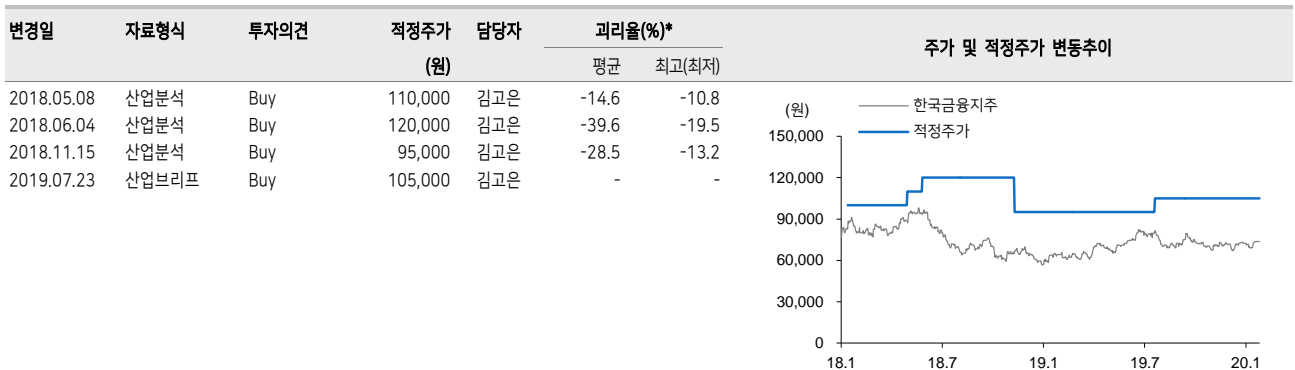 변경일 자료형식 투자의견 적정주가 담당자 괴리율(%)* 주가 및 적정주가 변동추이
(원) 평균 최고(최저)
2018.05.08 산업분석 Buy 110,000 김고은 -14.6 -10.8
2018.06.04 산업분석 Buy 120,000 김고은 -39.6 -19.5
2018.11.15 산업분석 Buy 95,000 김고은 -28.5 -13.2
2019.07.23 산업브리프 Buy 105,000 김고은 - -
(원)
한국금융지주
적정주가
150,000
120,000
90,000
60,000
30,000
0
18.1 18.7 19.1 19.7 20.1